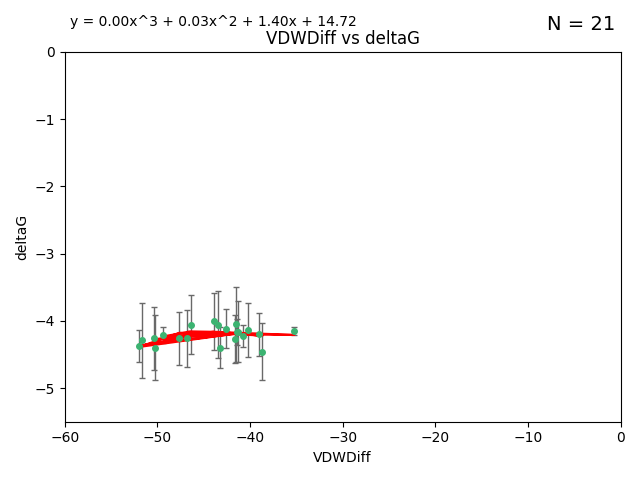 y = 0.00x^3 + 0.03x^2 + 1.40x + 14.72
N = 21
VDWDiff vs deltaG
0
−1
−2
−3
−4
−5
deltaG
−60 −50 −40 −30 −20 −10 0
VDWDiff